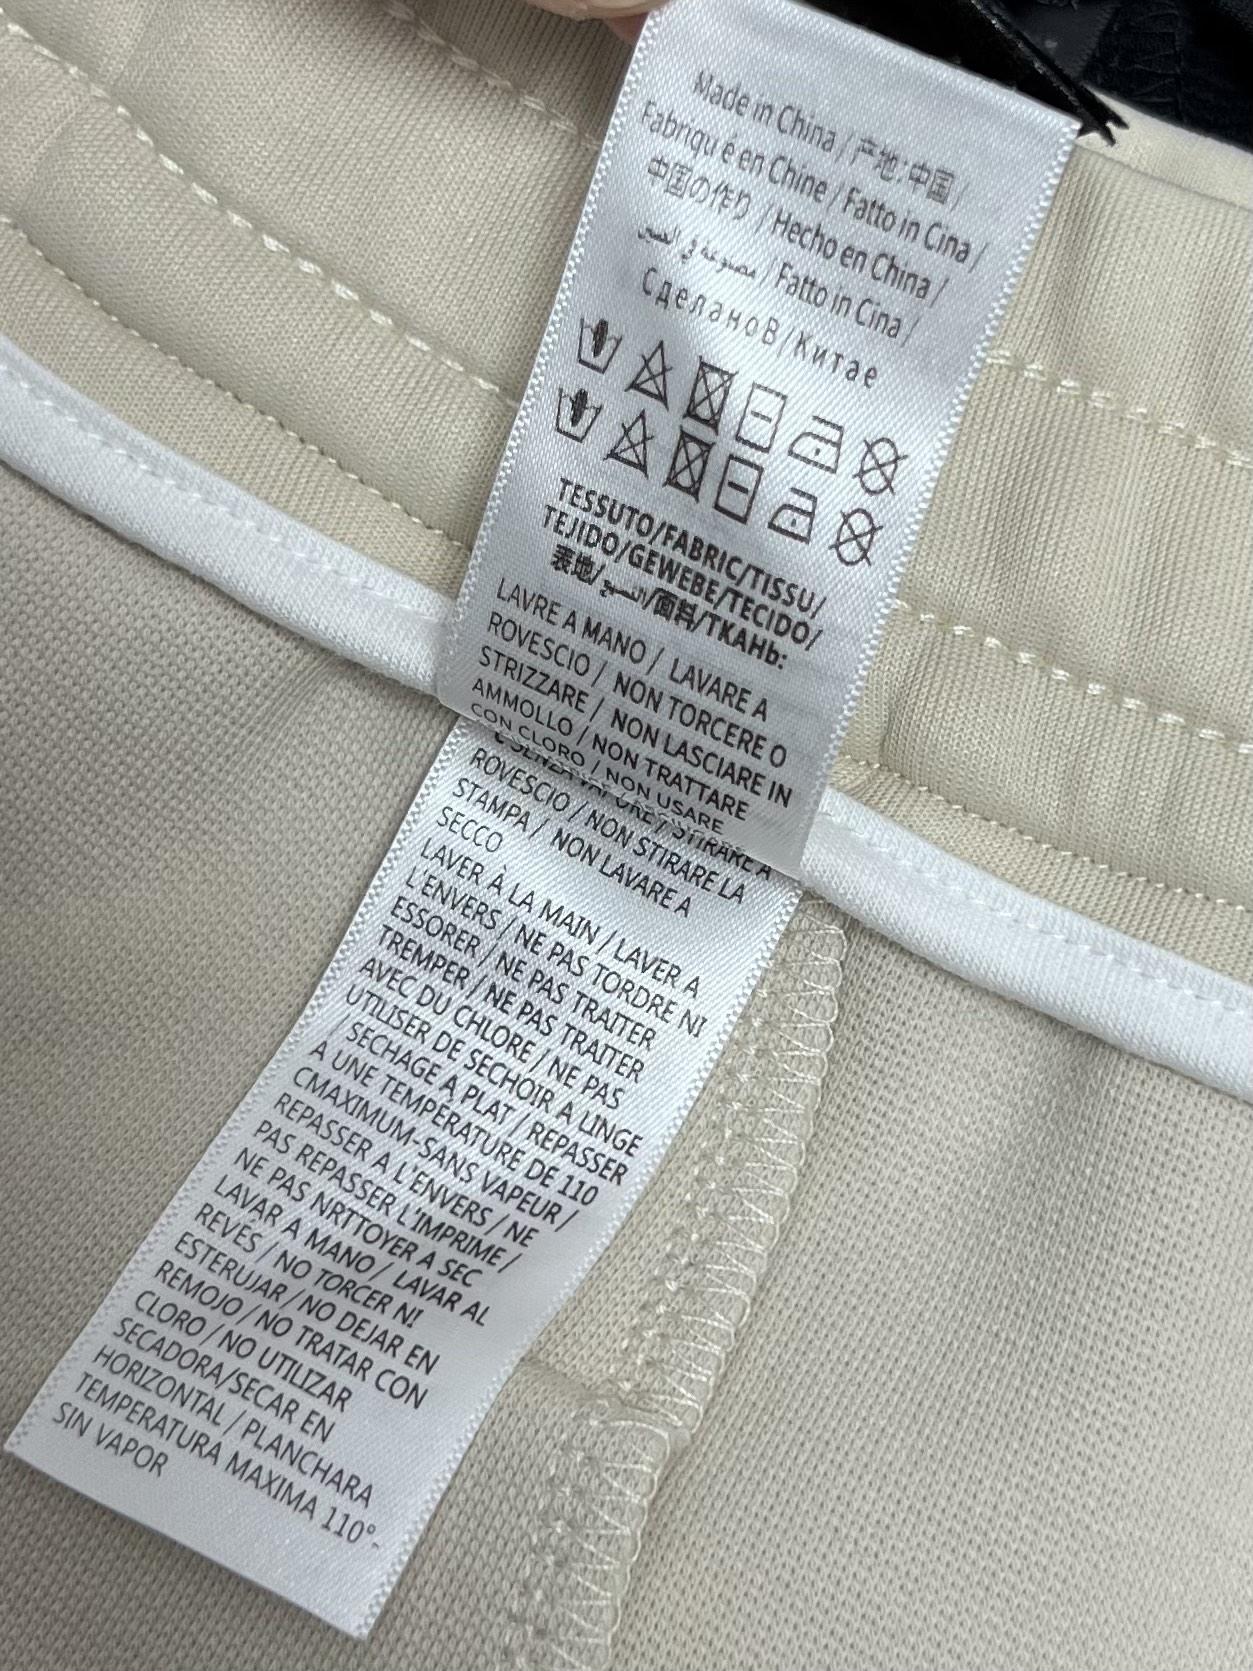 Made in China / 产地:中国 /
Fabriqu é en Chine / Fatto in Cina /
中国の作り / Hecho en China /
مصنوعة في الصين / Fatto in Cina /
СделаноВ/Китае
TESSUTO/FABRIC/TISSU/
TEJIDO/GEWEBE/TECIDO/
表地/النسيج/面料/ТКАНЬ:
LAVRE A MANO / LAVARE A
ROVESCIO / NON TORCERE O
STRIZZARE / NON LASCIARE IN
AMMOLLO / NON TRATTARE
CON CLORO / NON USARE
SENZA VAPORE / STIRARE A
ROVESCIO / NON STIRARE LA
STAMPA / NON LAVARE A
SECCO
LAVER À LA MAIN / LAVER A
L'ENVERS / NE PAS TORDRE NI
ESSORER / NE PAS TRAITER
TREMPER / NE PAS TRAITER
AVEC DU CHLORE / NE PAS
UTILISER DE SECHOIR A LINGE
/ SECHAGE A PLAT / REPASSER
A UNE TEMPÉRATURE DE 110
CMAXIMUM-SANS VAPEUR /
REPASSER A L'ENVERS / NE
PAS REPASSER L'IMPRIME /
NE PAS NRTTOYER A SEC
LAVAR A MANO / LAVAR AL
REVÉS / NO TORCER NI
ESTERUJAR / NO DEJAR EN
REMOJO / NO TRATAR CON
CLORO / NO UTILIZAR
SECADORA/SECAR EN
HORIZONTAL / PLANCHARA
TEMPERATURA MAXIMA 110°-
SIN VAPOR